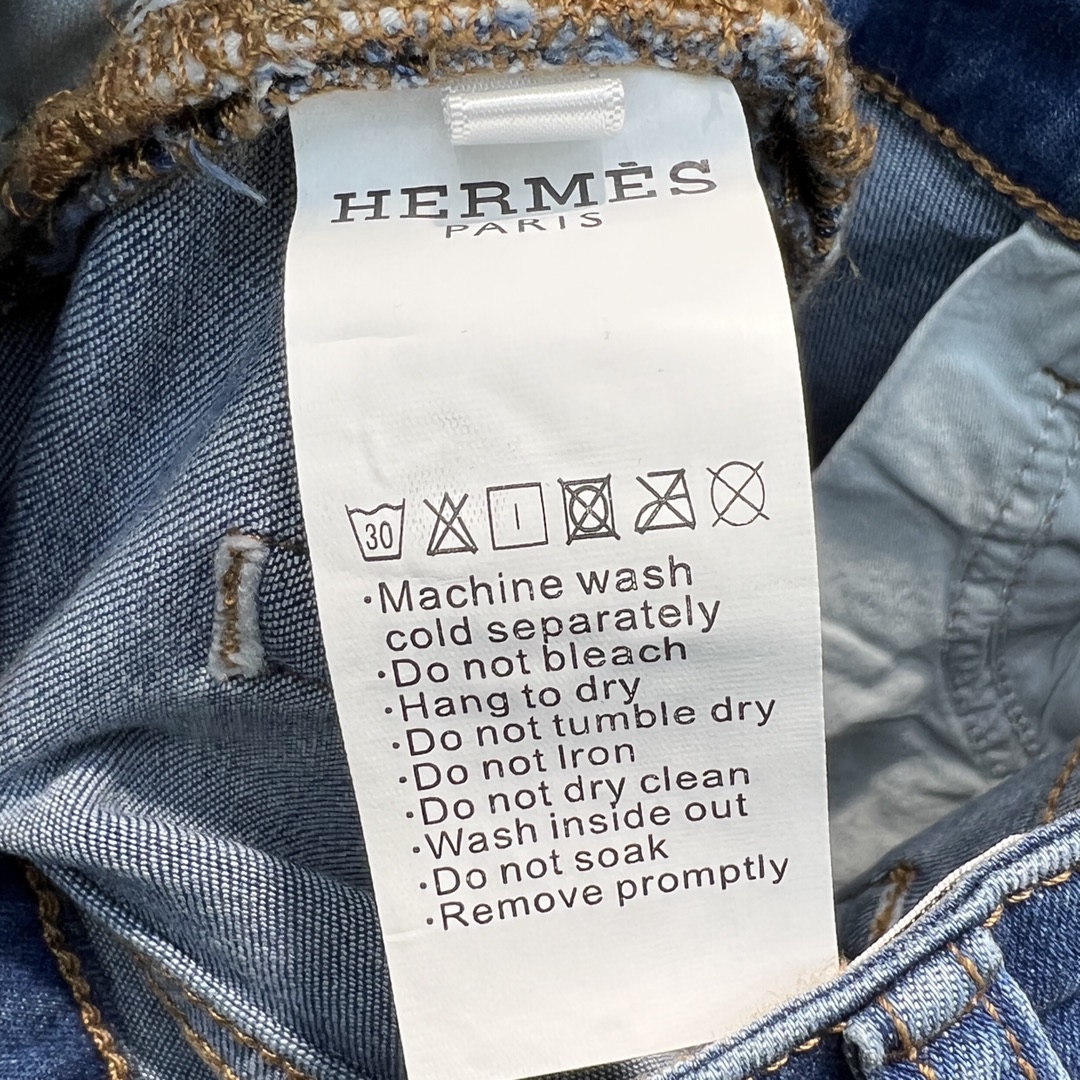 HERMÈS
PARIS
30
·Machine wash
cold separately
·Do not bleach
·Hang to dry
·Do not tumble dry
·Do not Iron
·Do not dry clean
·Wash inside out
·Do not soak
·Remove promptly